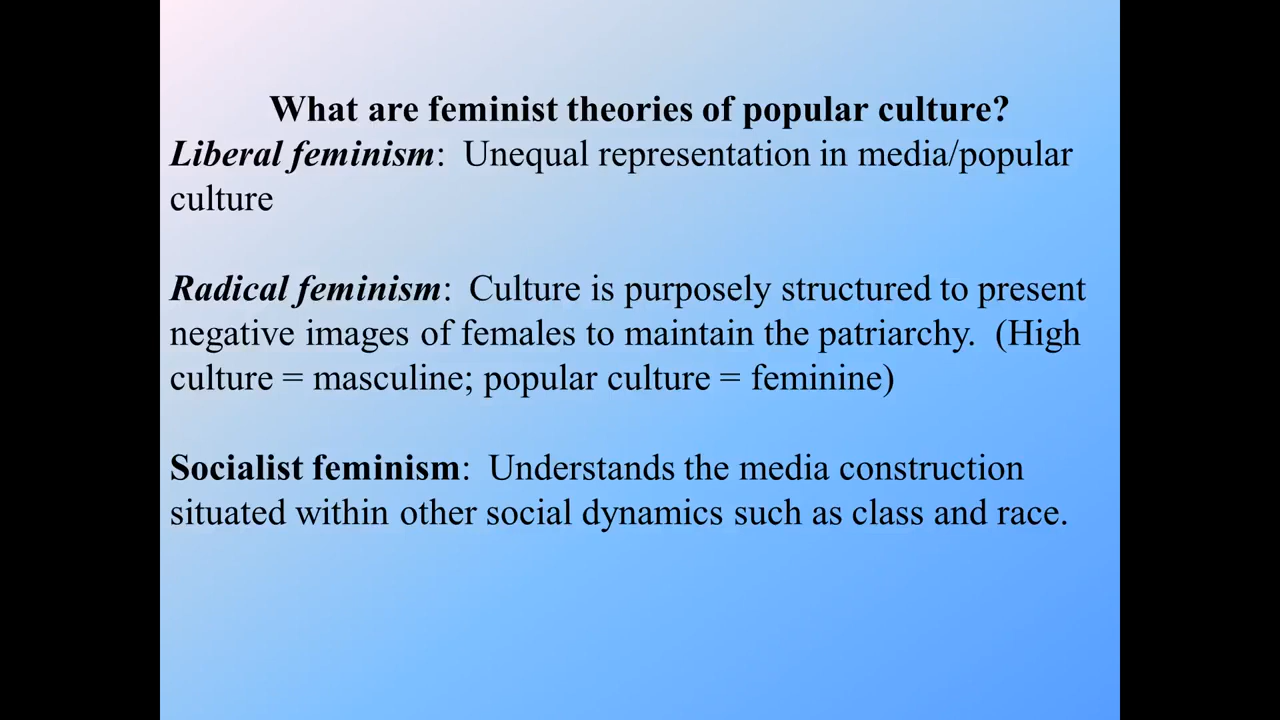 What are feminist theories of popular culture?
Liberal feminism:  Unequal representation in media/popular
culture
Radical feminism:  Culture is purposely structured to present
negative images of females to maintain the patriarchy.  (High
culture = masculine; popular culture = feminine)
Socialist feminism:  Understands the media construction
situated within other social dynamics such as class and race.